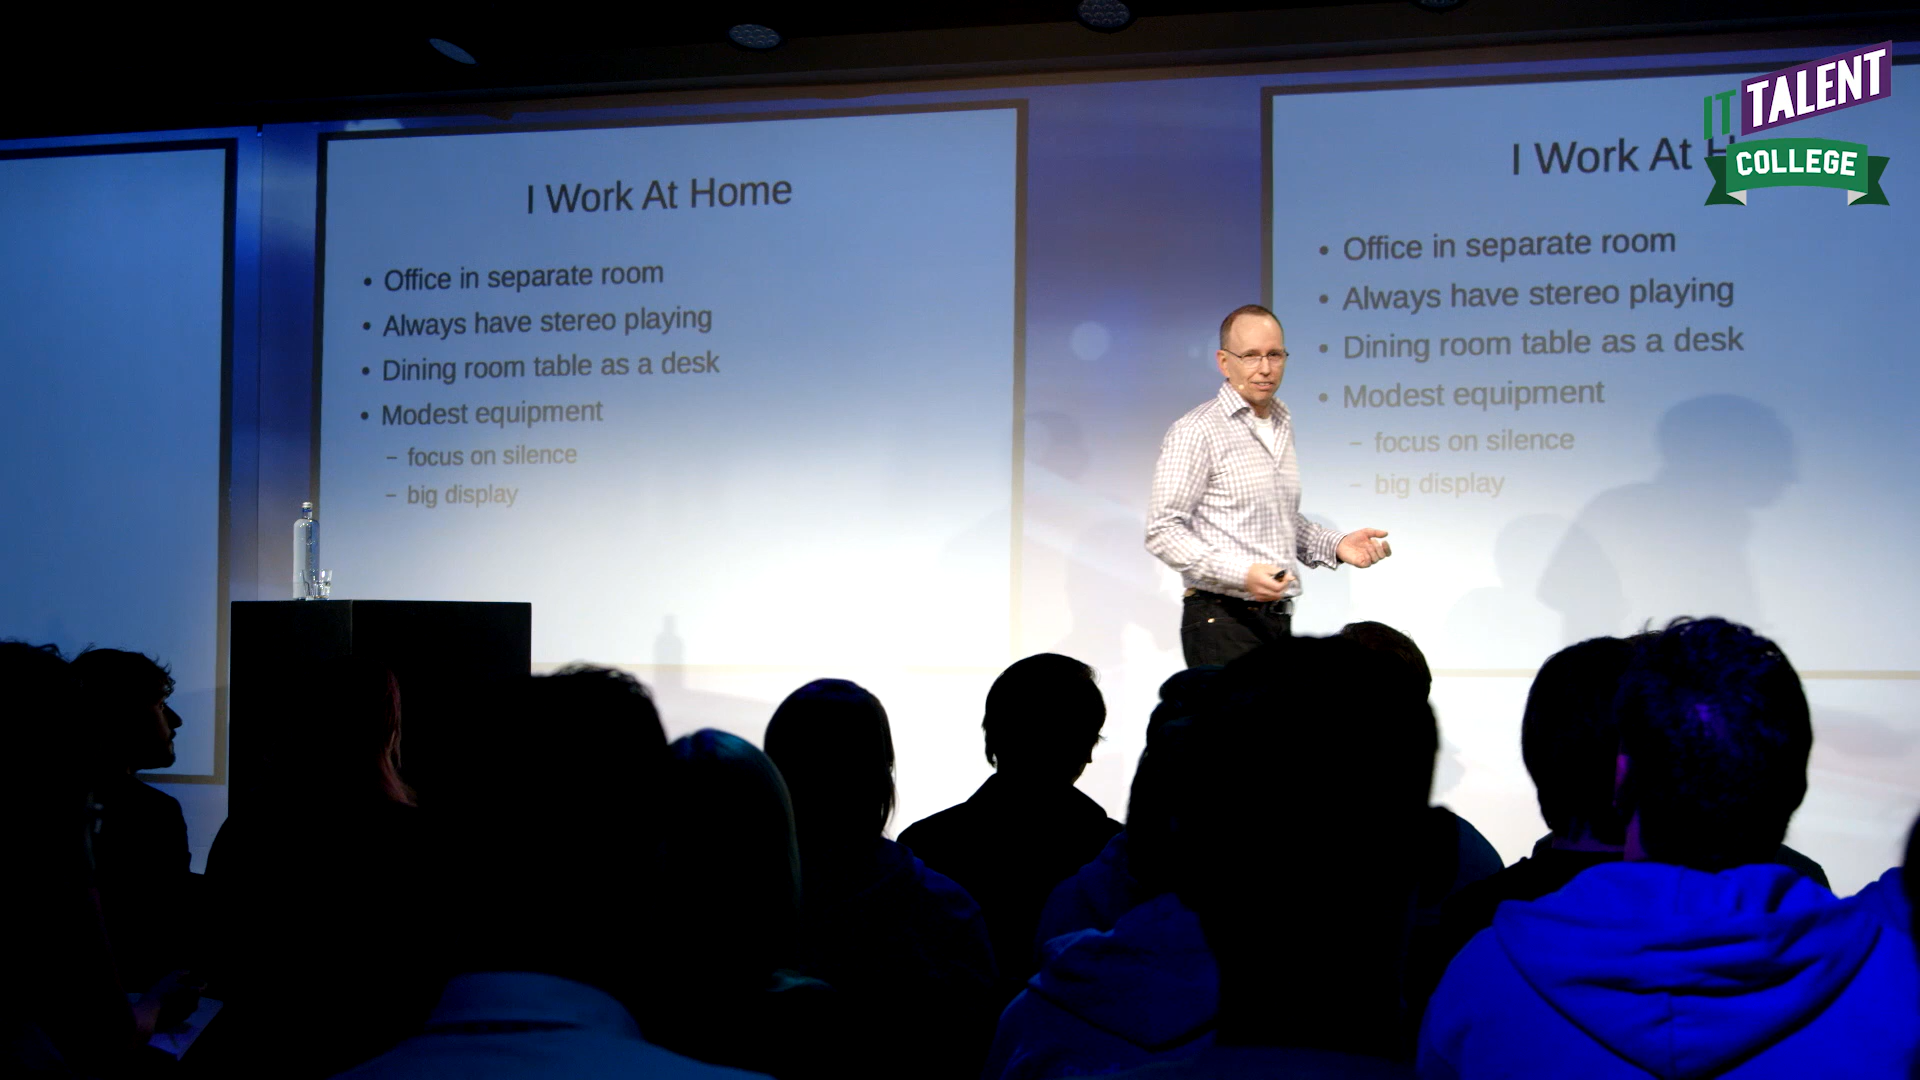 I Work At Home
• Office in separate room
• Always have stereo playing
• Dining room table as a desk
• Modest equipment
– focus on silence
– big display
I Work At H
• Office in separate room
• Always have stereo playing
• Dining room table as a desk
• Modest equipment
– focus on silence
– big display
IT TALENT
COLLEGE